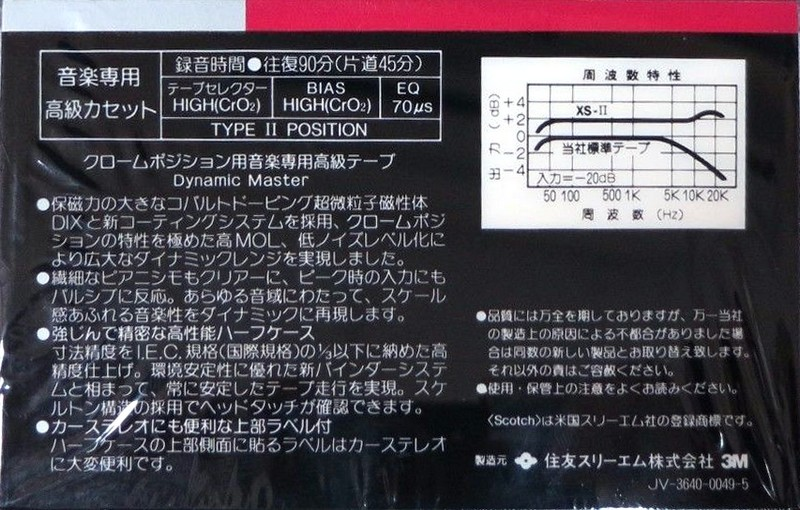 音楽専用
高級カセット
録音時間●往復90分(片道45分)
テープセレクター
HIGH(CrO₂)
BIAS
HIGH(CrO₂)
EQ
70μs
TYPE II POSITION
クロームポジション用音楽専用高級テープ
Dynamic Master
●保磁力の大きなコバルトドーピング超微粒子磁性体
DIXと新コーティングシステムを採用、クロームポジ
ションの特性を極めた高MOL、低ノイズレベル化に
より広大なダイナミックレンジを実現しました。
●繊細なピアニシモもクリアーに、ピーク時の入力にも
パルシブに反応。あらゆる音域にわたって、スケール
感あふれる音楽性をダイナミックに再現します。
●強じんで精密な高性能ハーフケース
寸法精度をI.E.C.規格(国際規格)の⅓以下に納めた高
精度仕上げ。環境安定性に優れた新バインダーシステ
ムと相まって、常に安定したテープ走行を実現。スケ
ルトン構造の採用でヘッドタッチが確認できます。
●カーステレオにも便利な上部ラベル付
ハーフケースの上部側面に貼るラベルはカーステレオ
に大変便利です。
周波数特性
出力(dB)
+4
+2
0
−2
−4
XS-II
当社標準テープ
入力=−20dB
50 100 500 1K 5K 10K 20K
周波数(Hz)
●品質には万全を期しておりますが、万一当社
の製造上の原因による不都合がありました場
合は同数の新しい製品とお取り替え致します。
それ以外の責はご容赦ください。
●使用・保管上の注意をよくお読みください。
〈Scotch〉は米国スリーエム社の登録商標です。
製造元 住友スリーエム株式会社 3M
JV-3640-0049-5